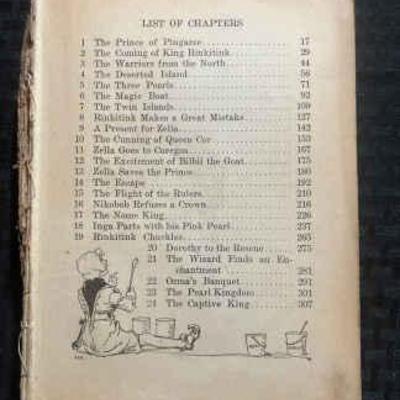 LIST OF CHAPTERS
1 The Prince of Pingaree 17
2 The Coming of King Rinkitink 29
3 The Warriors from the North 44
4 The Deserted Island 56
5 The Three Pearls 71
6 The Magic Boat 92
7 The Twin Islands 109
8 Rinkitink Makes a Great Mistake 127
9 A Present for Zella 142
10 The Cunning of Queen Cor 153
11 Zella Goes to Coregos 167
12 The Excitement of Bilbil the Goat 175
13 Zella Saves the Prince 180
14 The Escape 192
15 The Flight of the Rulers 210
16 Nikobob Refuses a Crown 216
17 The Nome King 226
18 Inga Parts with his Pink Pearl 237
19 Rinkitink Chuckles 265
20 Dorothy to the Rescue 275
21 The Wizard Finds an En-
chantment 281
22 Ozma's Banquet 291
23 The Pearl Kingdom 301
24 The Captive King 307